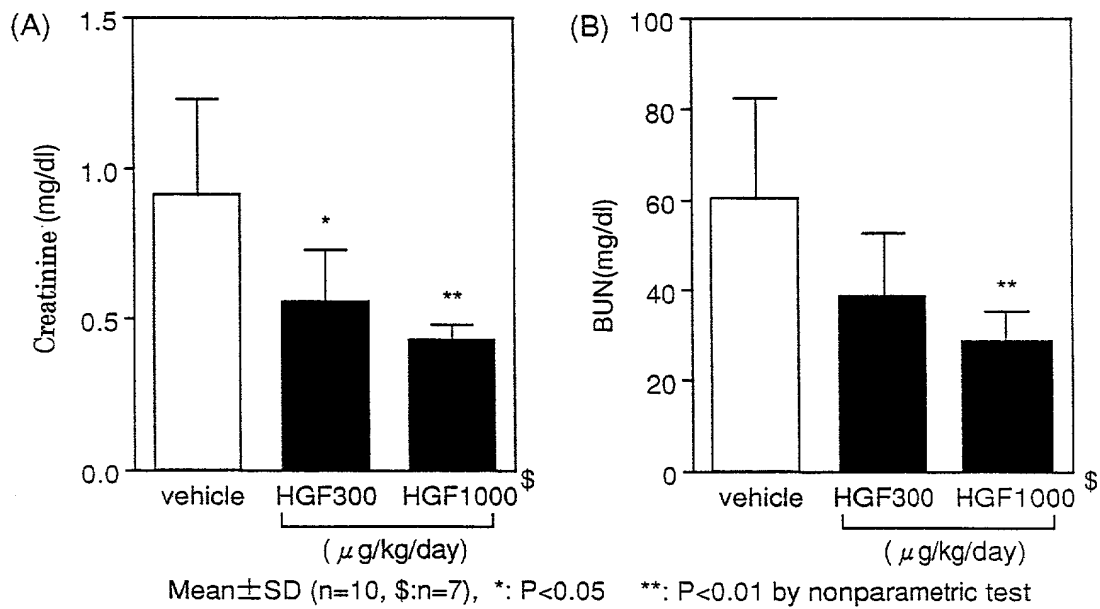 (A)
1.5
1.0
0.5
0.0
Creatinine (mg/dl)
*
**
vehicle HGF300 HGF1000 $
(μg/kg/day)
(B)
100
80
60
40
20
0
BUN(mg/dl)
**
vehicle HGF300 HGF1000 $
(μg/kg/day)
Mean±SD (n=10, $:n=7), *: P<0.05 **: P<0.01 by nonparametric test